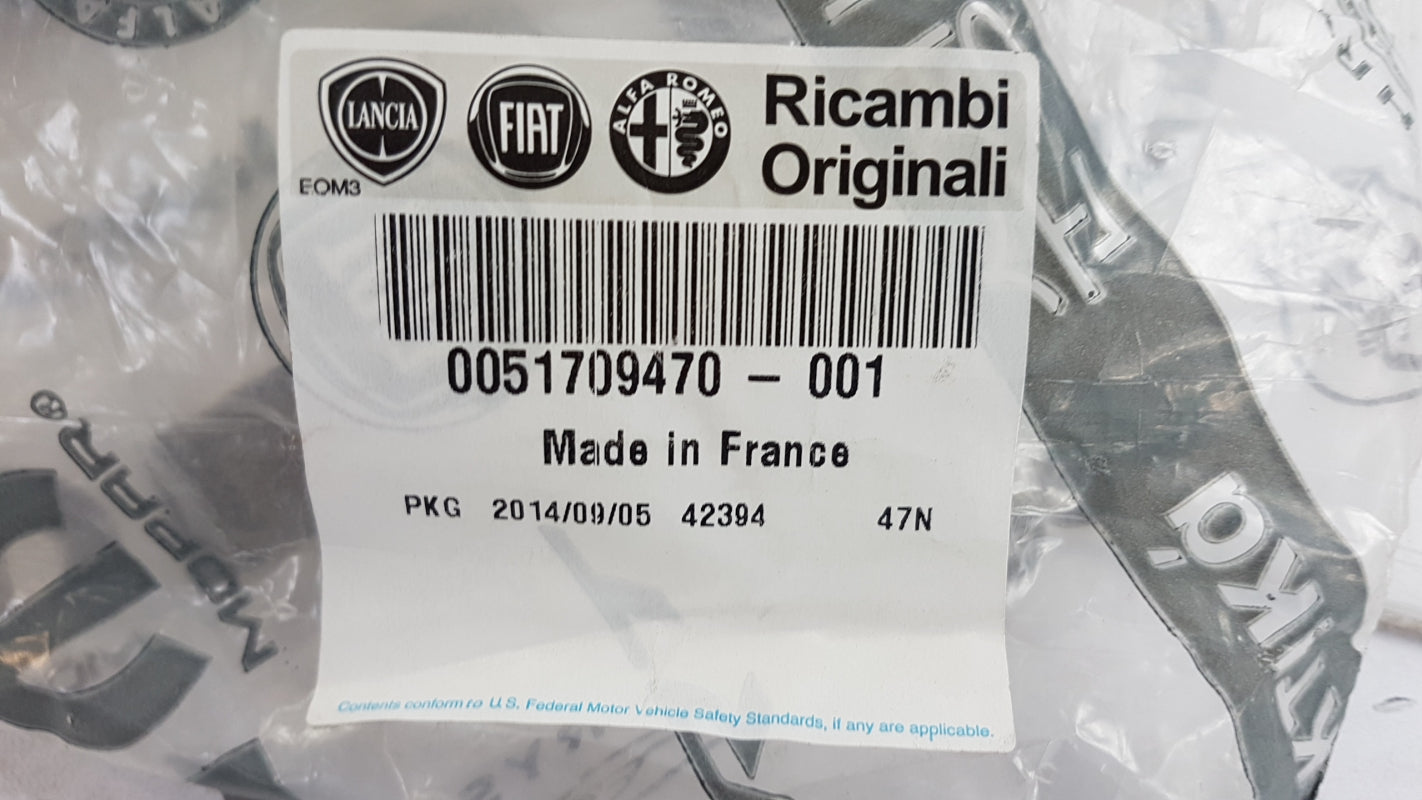 ALFA
LANCIA
FIAT
ALFA ROMEO
Ricambi
Originali
EOM3
0051709470 - 001
Made in France
PKG 2014/09/05 42394 47N
Contents conform to U.S. Federal Motor Vehicle Safety Standards, if any are applicable.
MOPAR®